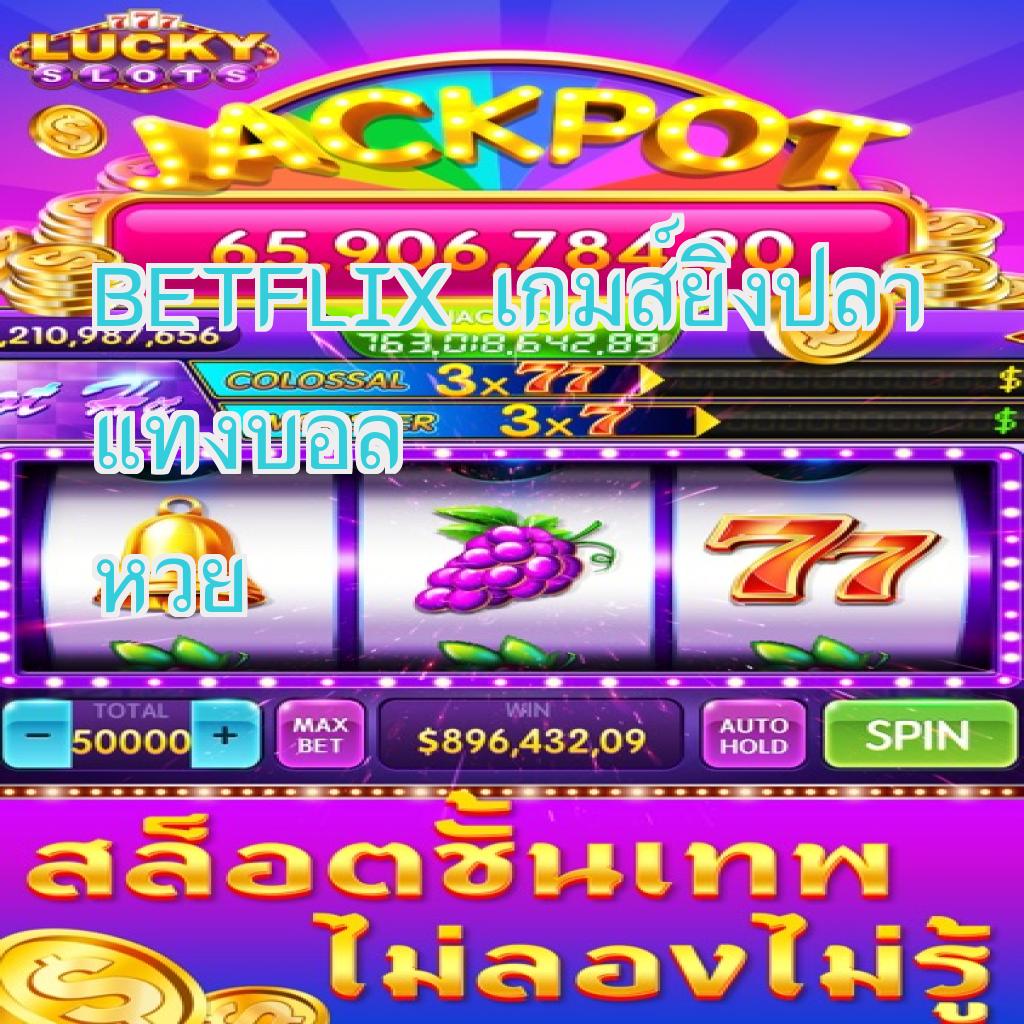 777
LUCKY
SLOTS
JACKPOT
65,906,784.90
BETFLIX เกมส์ยิงปลา
,210,987,656
763,018,642.89
COLOSSAL 3x77 $
3x7 $
แทงบอล
77
หวย
TOTAL
- 50000 +
MAX
BET
WIN
$896,432,09
AUTO
HOLD
SPIN
สล็อตชั้นเทพ
ไม่ลองไม่รู้